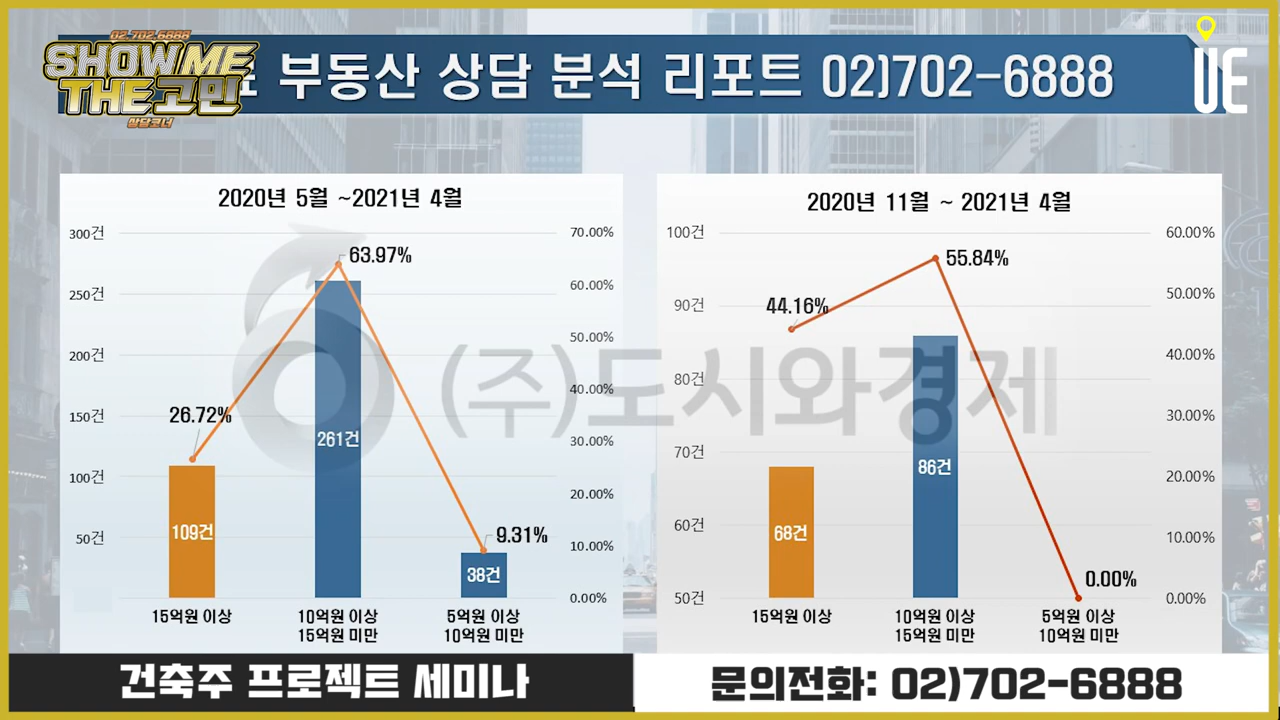 02.702.6888
SHOW ME
THE 고민
상담코너
부동산 상담 분석 리포트 02)702-6888
UE
2020년 5월 ~2021년 4월
300건
250건
200건
150건
100건
50건
70.00%
60.00%
50.00%
40.00%
30.00%
20.00%
10.00%
0.00%
26.72%
63.97%
9.31%
109건
261건
38건
15억원 이상
10억원 이상
15억원 미만
5억원 이상
10억원 미만
2020년 11월 ~ 2021년 4월
100건
90건
80건
70건
60건
50건
60.00%
50.00%
40.00%
30.00%
20.00%
10.00%
0.00%
44.16%
55.84%
0.00%
68건
86건
15억원 이상
10억원 이상
15억원 미만
5억원 이상
10억원 미만
(주)도시와경제
건축주 프로젝트 세미나
문의전화: 02)702-6888